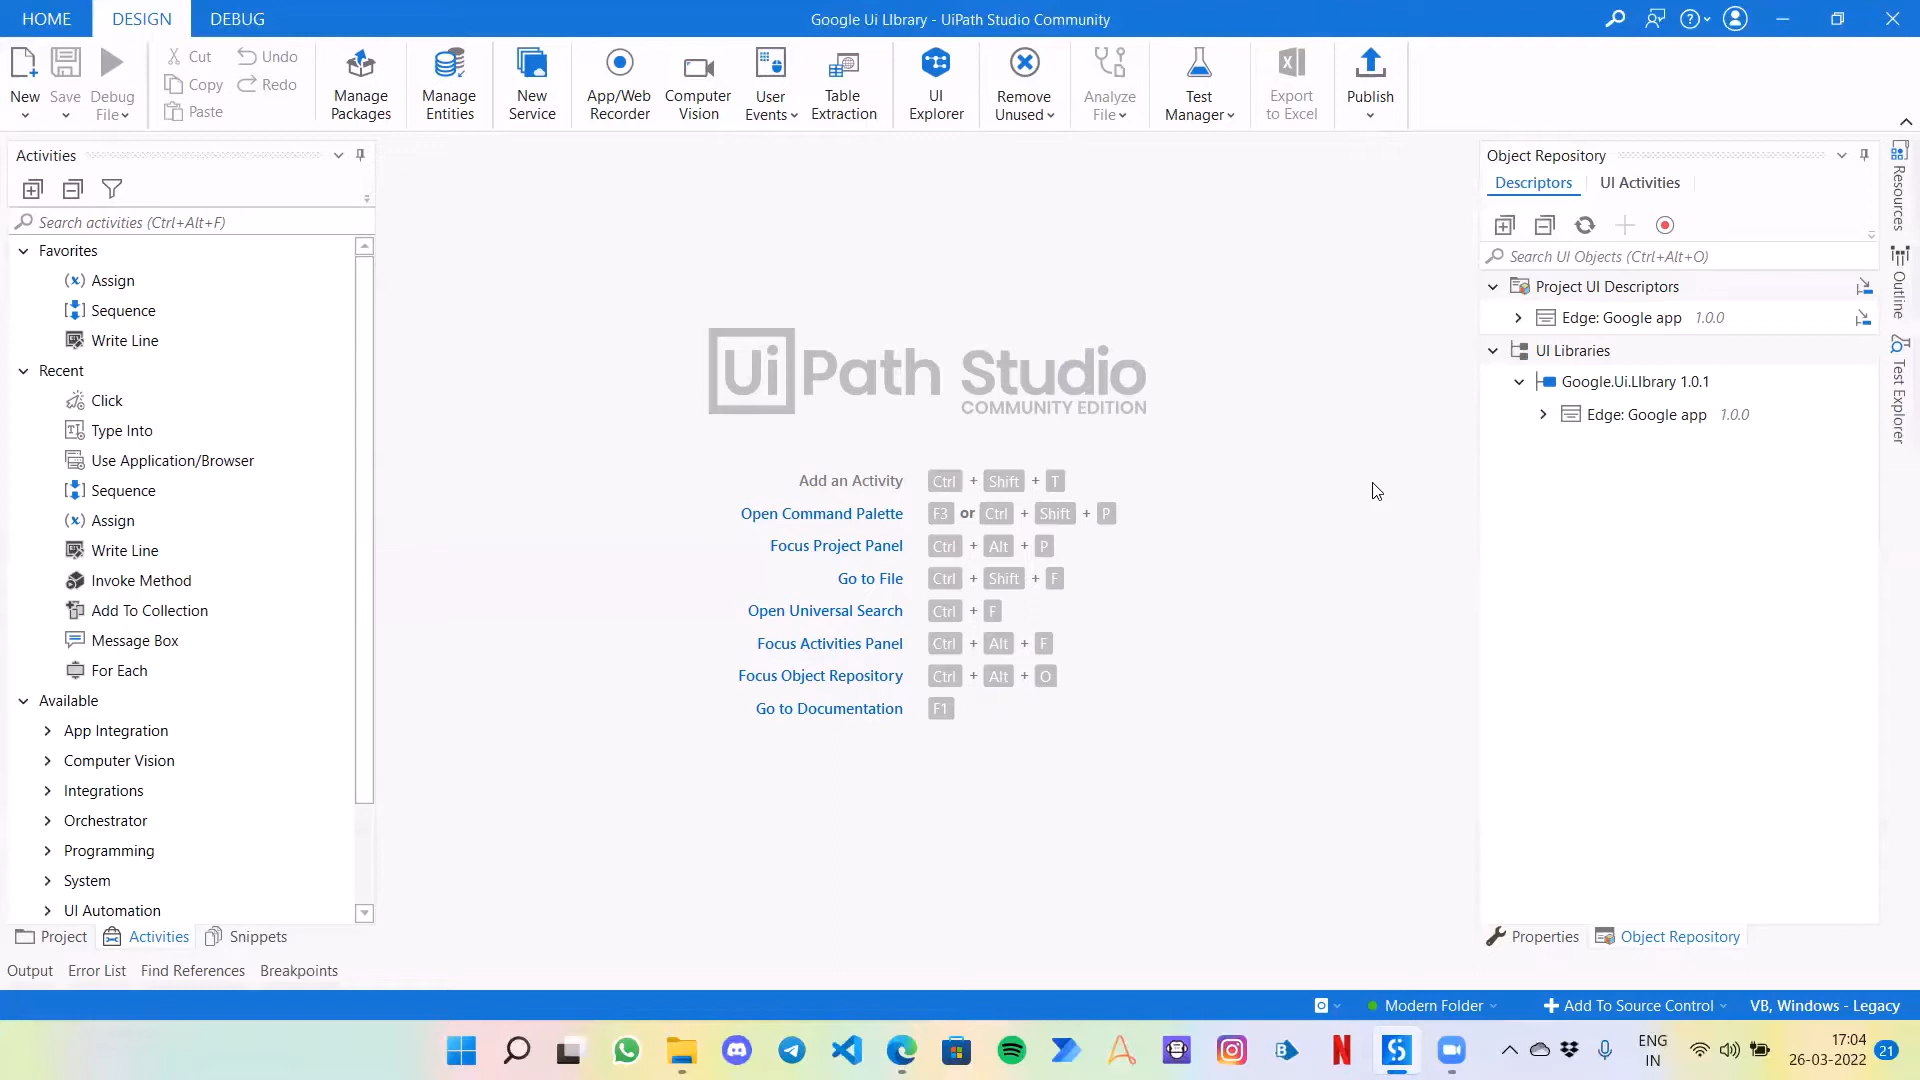 HOME DESIGN DEBUG
Google Ui LIbrary - UiPath Studio Community
New
Save
Debug File
Cut
Copy
Paste
Undo
Redo
Manage Packages
Manage Entities
New Service
App/Web Recorder
Computer Vision
User Events
Table Extraction
UI Explorer
Remove Unused
Analyze File
Test Manager
Export to Excel
Publish
Activities
Search activities (Ctrl+Alt+F)
Favorites
Assign
Sequence
Write Line
Recent
Click
Type Into
Use Application/Browser
Sequence
Assign
Write Line
Invoke Method
Add To Collection
Message Box
For Each
Available
App Integration
Computer Vision
Integrations
Orchestrator
Programming
System
UI Automation
Project Activities Snippets
Output Error List Find References Breakpoints
UiPath Studio
COMMUNITY EDITION
Add an Activity Ctrl + Shift + T
Open Command Palette F3 or Ctrl + Shift + P
Focus Project Panel Ctrl + Alt + P
Go to File Ctrl + Shift + F
Open Universal Search Ctrl + F
Focus Activities Panel Ctrl + Alt + F
Focus Object Repository Ctrl + Alt + O
Go to Documentation F1
Object Repository
Descriptors UI Activities
Search UI Objects (Ctrl+Alt+O)
Project UI Descriptors
Edge: Google app 1.0.0
UI Libraries
Google.Ui.LIbrary 1.0.1
Edge: Google app 1.0.0
Properties Object Repository
Resources
Outline
Test Explorer
Modern Folder Add To Source Control VB, Windows - Legacy
ENG
IN
17:04
26-03-2022
21